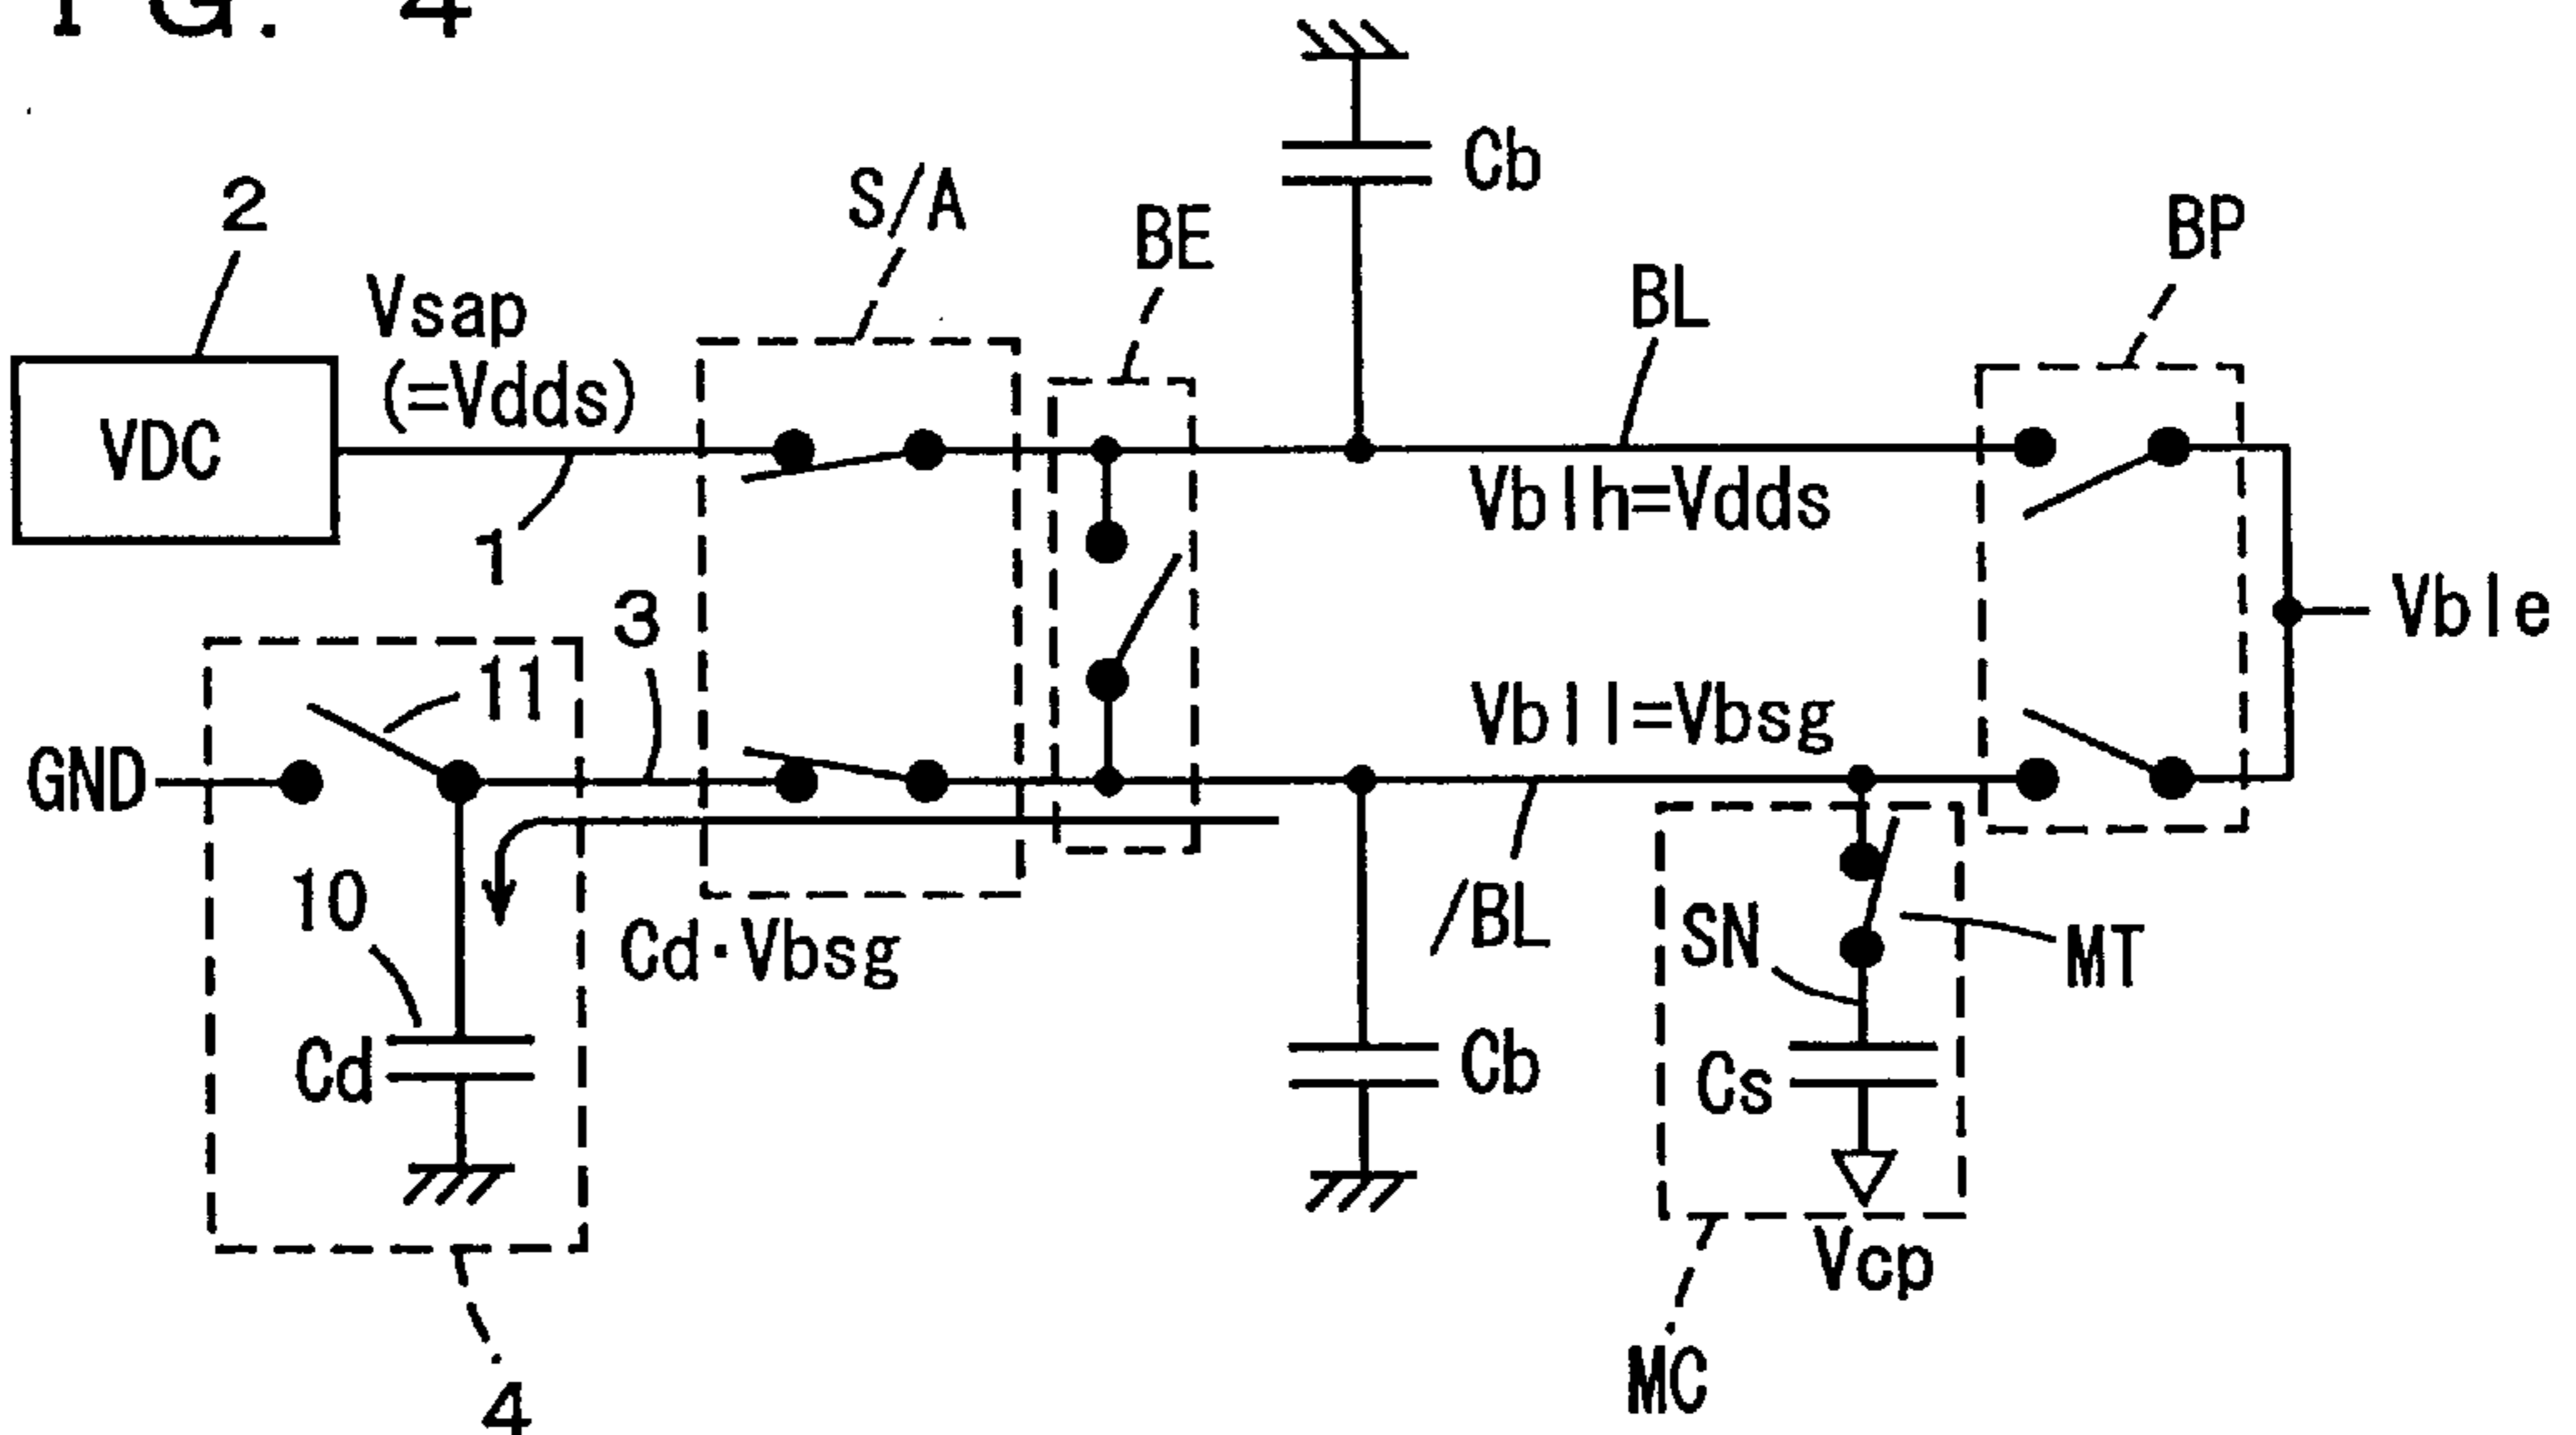 IG. 4
2
Vsap
(=Vdds)
VDC
1
S/A
BE
Cb
BL
BP
Vblh=Vdds
Vble
3
11
GND
Vbll=Vbsg
10
Cd
Cd·Vbsg
/BL
Cb
SN
MT
Cs
Vcp
MC
4